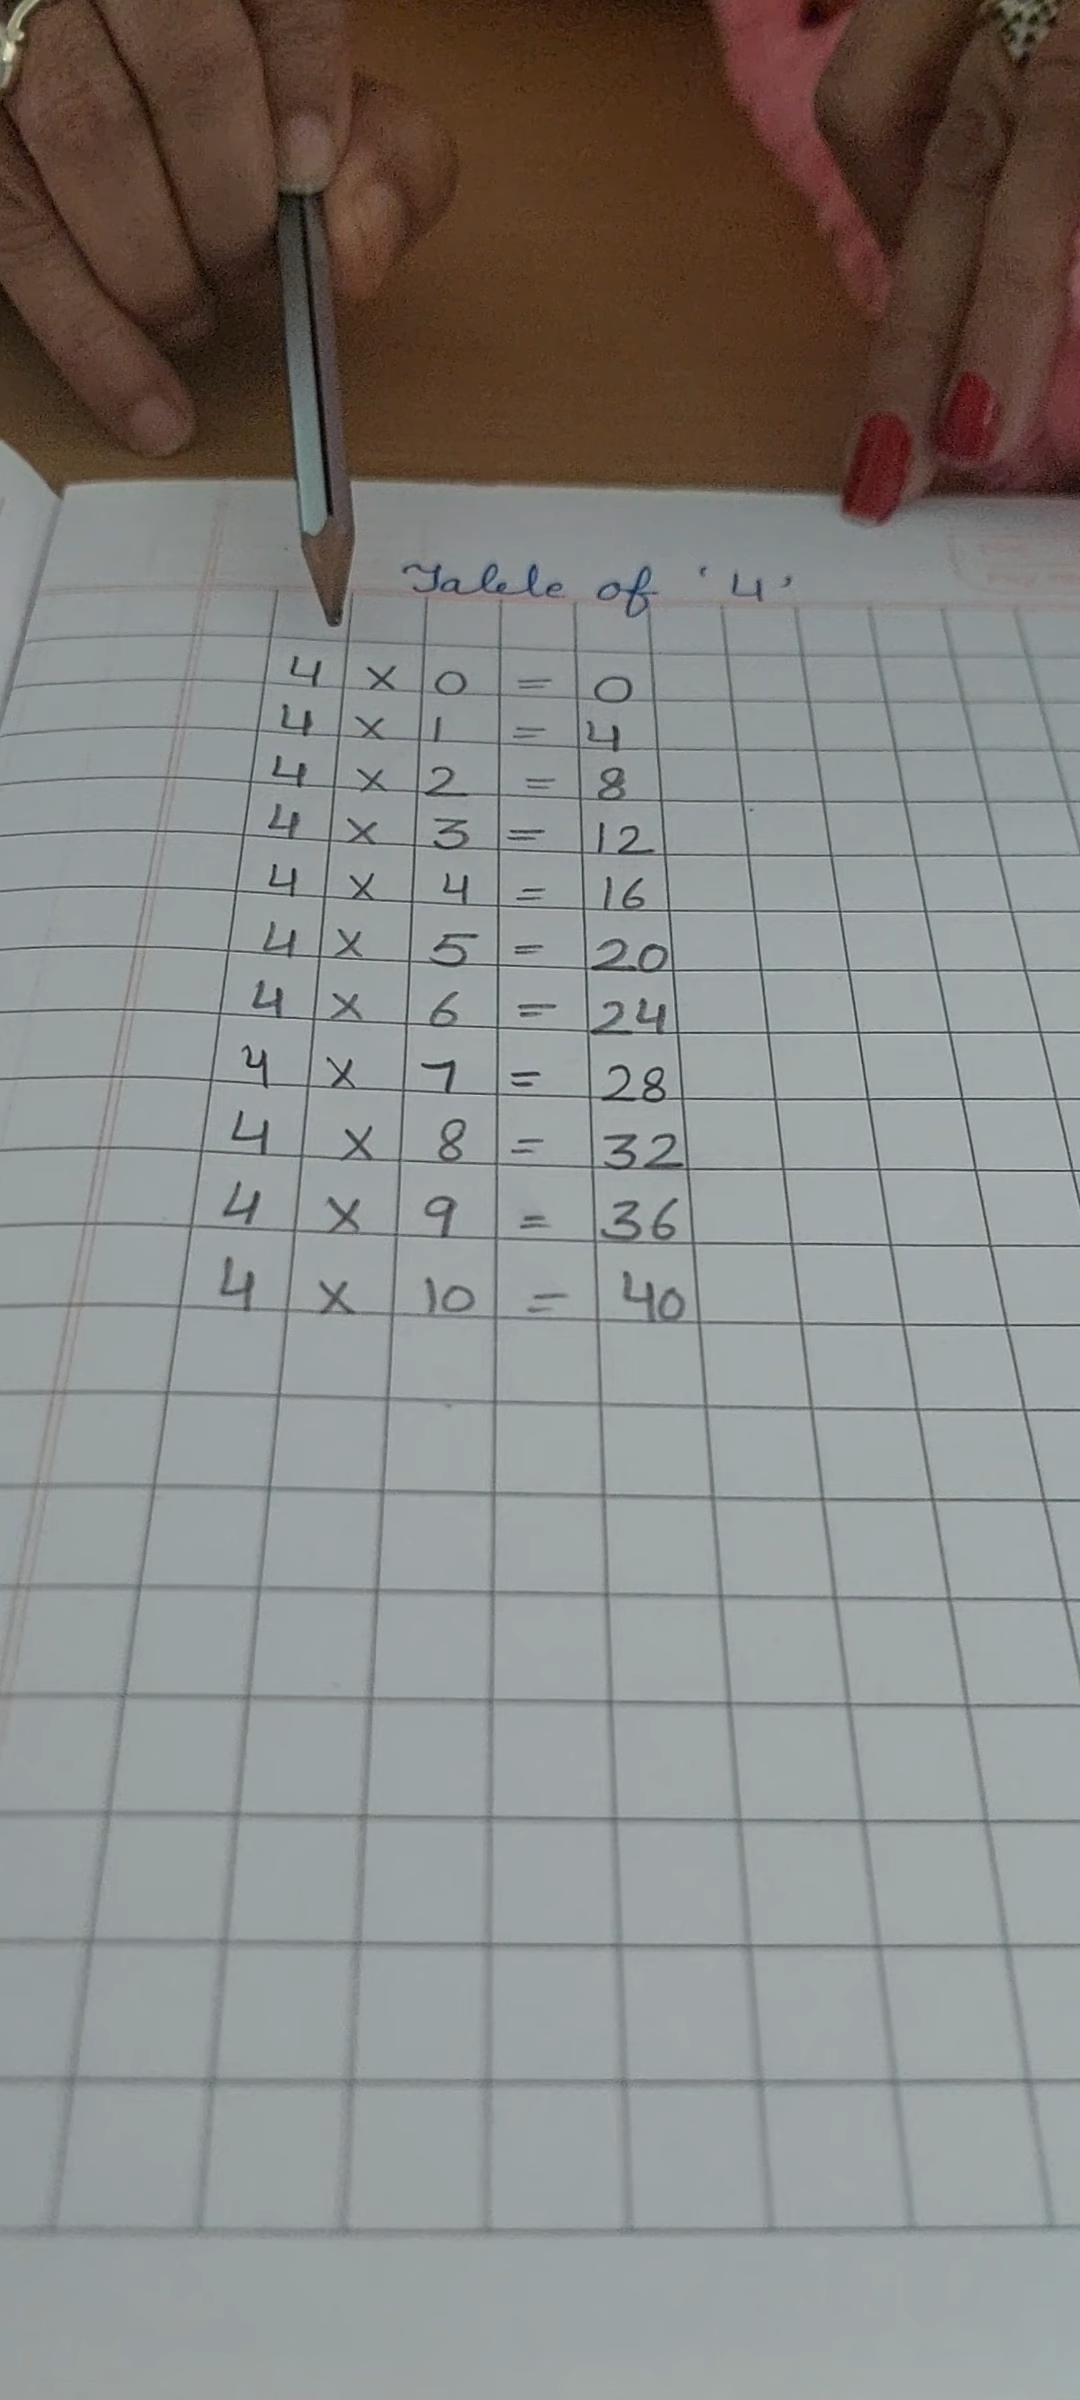 Table of '4'
4 × 0 = 0
4 × 1 = 4
4 × 2 = 8
4 × 3 = 12
4 × 4 = 16
4 × 5 = 20
4 × 6 = 24
4 × 7 = 28
4 × 8 = 32
4 × 9 = 36
4 × 10 = 40